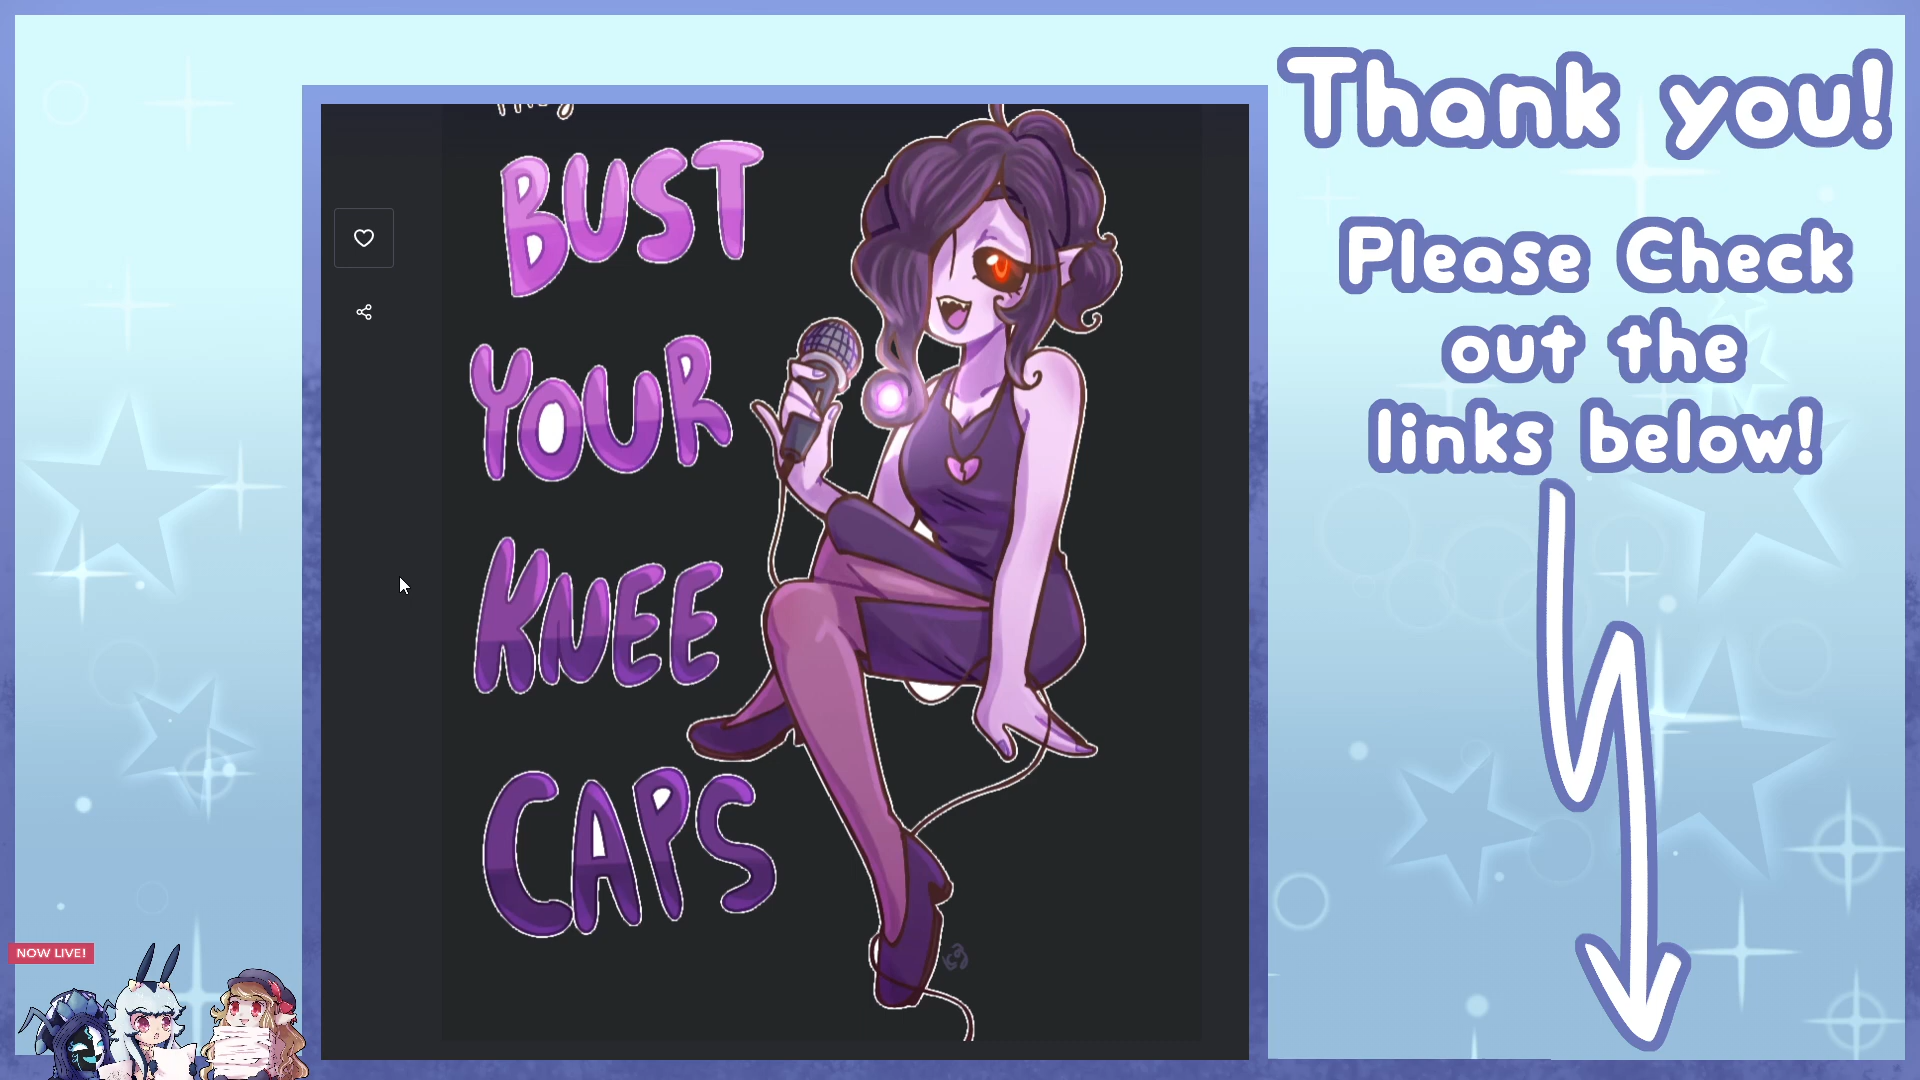 BUST
YOUR
KNEE
CAPS
Thank you!
Please Check
out the
links below!
NOW LIVE!